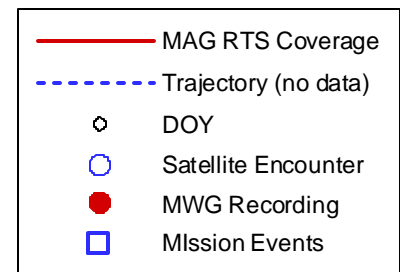 MAG RTS Coverage
Trajectory (no data)
DOY
Satellite Encounter
MWG Recording
MIssion Events